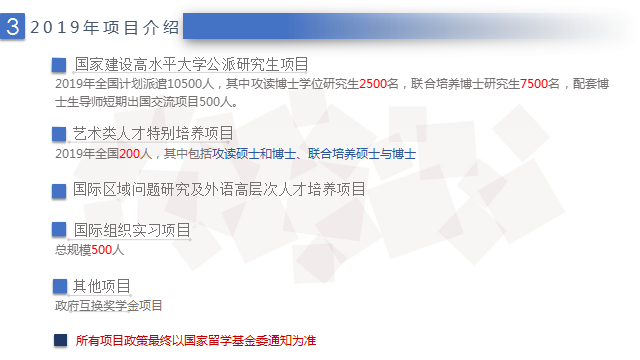 3 2019年项目介绍
国家建设高水平大学公派研究生项目
2019年全国计划派遣10500人，其中攻读博士学位研究生2500名，联合培养博士研究生7500名，配套博
士生导师短期出国交流项目500人。
艺术类人才特别培养项目
2019年全国200人，其中包括攻读硕士和博士、联合培养硕士与博士
国际区域问题研究及外语高层次人才培养项目
国际组织实习项目
总规模500人
其他项目
政府互换奖学金项目
所有项目政策最终以国家留学基金委通知为准